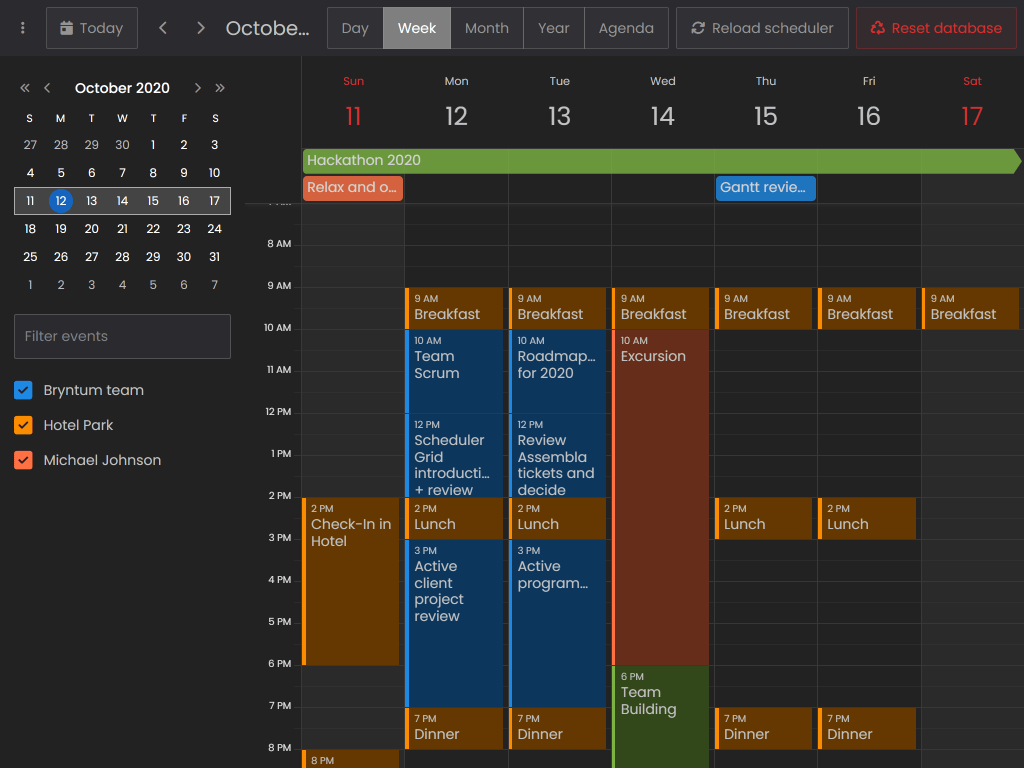 Today
Octobe...
Day
Week
Month
Year
Agenda
Reload scheduler
Reset database
October 2020
S M T W T F S
27 28 29 30 1 2 3
4 5 6 7 8 9 10
11 12 13 14 15 16 17
18 19 20 21 22 23 24
25 26 27 28 29 30 31
1 2 3 4 5 6 7
Filter events
Bryntum team
Hotel Park
Michael Johnson
Sun Mon Tue Wed Thu Fri Sat
11 12 13 14 15 16 17
Hackathon 2020
Relax and o...
Gantt revie...
8 AM
9 AM
10 AM
11 AM
12 PM
1 PM
2 PM
3 PM
4 PM
5 PM
6 PM
7 PM
8 PM
2 PM
Check-In in
Hotel
8 PM
9 AM
Breakfast
10 AM
Team
Scrum
12 PM
Scheduler
Grid
introducti...
+ review
2 PM
Lunch
3 PM
Active
client
project
review
7 PM
Dinner
9 AM
Breakfast
10 AM
Roadmap...
for 2020
12 PM
Review
Assembla
tickets and
decide
2 PM
Lunch
3 PM
Active
program...
7 PM
Dinner
9 AM
Breakfast
10 AM
Excursion
6 PM
Team
Building
9 AM
Breakfast
2 PM
Lunch
7 PM
Dinner
9 AM
Breakfast
2 PM
Lunch
7 PM
Dinner
9 AM
Breakfast